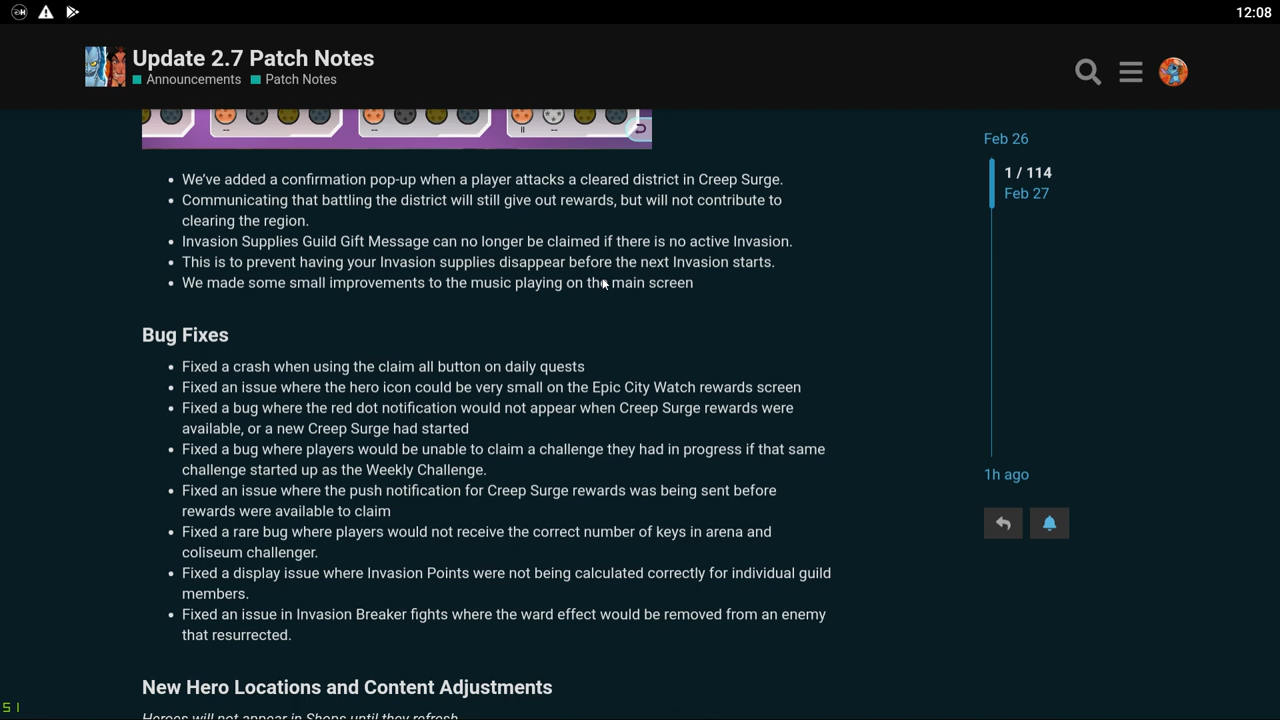 12:08
Update 2.7 Patch Notes
Announcements Patch Notes
Feb 26
1 / 114
Feb 27
1h ago
• We've added a confirmation pop-up when a player attacks a cleared district in Creep Surge.
• Communicating that battling the district will still give out rewards, but will not contribute to
clearing the region.
• Invasion Supplies Guild Gift Message can no longer be claimed if there is no active Invasion.
• This is to prevent having your Invasion supplies disappear before the next Invasion starts.
• We made some small improvements to the music playing on the main screen
Bug Fixes
• Fixed a crash when using the claim all button on daily quests
• Fixed an issue where the hero icon could be very small on the Epic City Watch rewards screen
• Fixed a bug where the red dot notification would not appear when Creep Surge rewards were
available, or a new Creep Surge had started
• Fixed a bug where players would be unable to claim a challenge they had in progress if that same
challenge started up as the Weekly Challenge.
• Fixed an issue where the push notification for Creep Surge rewards was being sent before
rewards were available to claim
• Fixed a rare bug where players would not receive the correct number of keys in arena and
coliseum challenger.
• Fixed a display issue where Invasion Points were not being calculated correctly for individual guild
members.
• Fixed an issue in Invasion Breaker fights where the ward effect would be removed from an enemy
that resurrected.
New Hero Locations and Content Adjustments
Heroes will not appear in Shops until they refresh